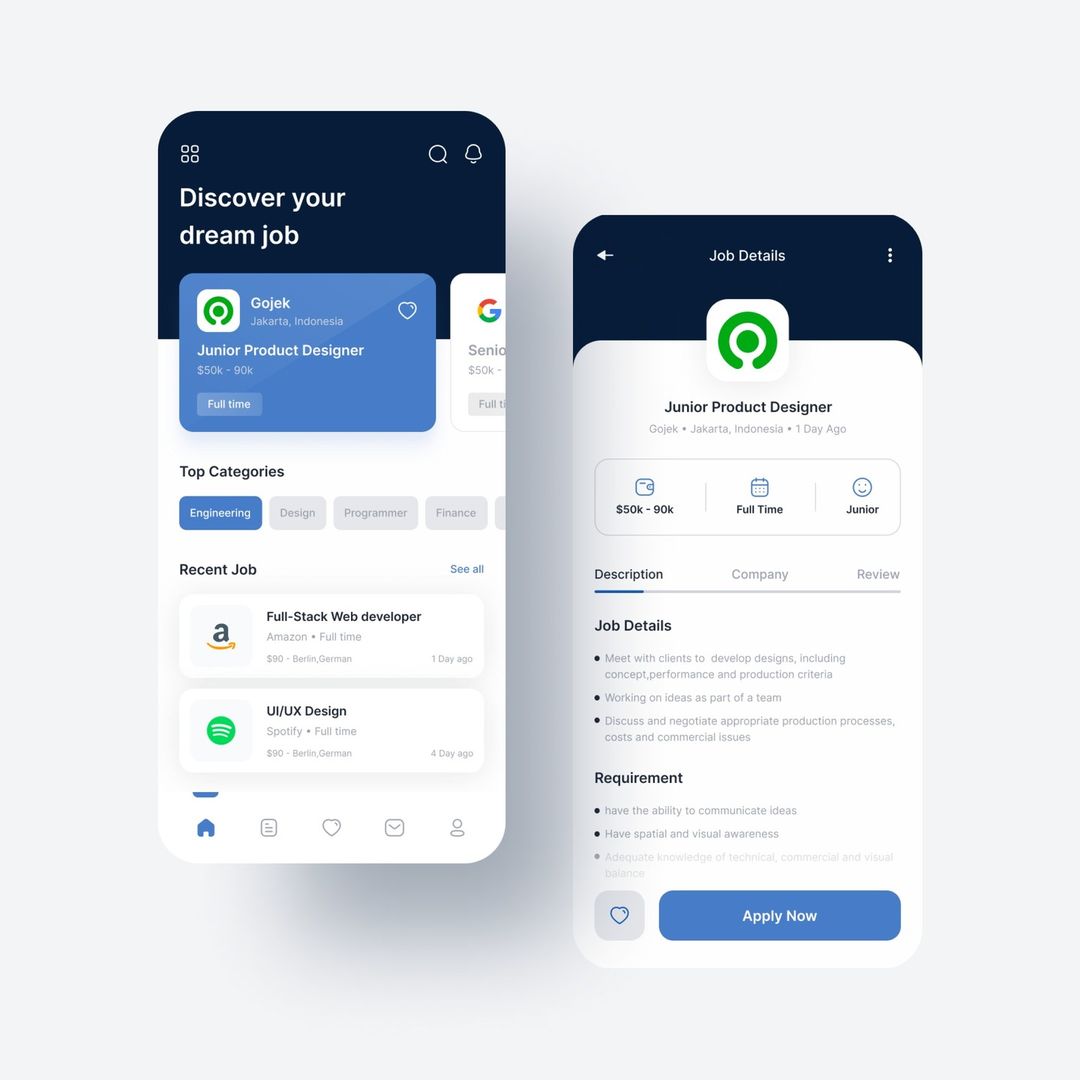 Discover your
dream job
Gojek
Jakarta, Indonesia
Junior Product Designer
$50k - 90k
Full time
Senio
$50k -
Full ti
Top Categories
Engineering Design Programmer Finance
Recent Job See all
Full-Stack Web developer
Amazon • Full time
$90 - Berlin,German 1 Day ago
UI/UX Design
Spotify • Full time
$90 - Berlin,German 4 Day ago
Job Details
Junior Product Designer
Gojek • Jakarta, Indonesia • 1 Day Ago
$50k - 90k Full Time Junior
Description Company Review
Job Details
• Meet with clients to  develop designs, including
concept,performance and production criteria
• Working on ideas as part of a team
• Discuss and negotiate appropriate production processes,
costs and commercial issues
Requirement
• have the ability to communicate ideas
• Have spatial and visual awareness
• Adequate knowledge of technical, commercial and visual
balance
Apply Now